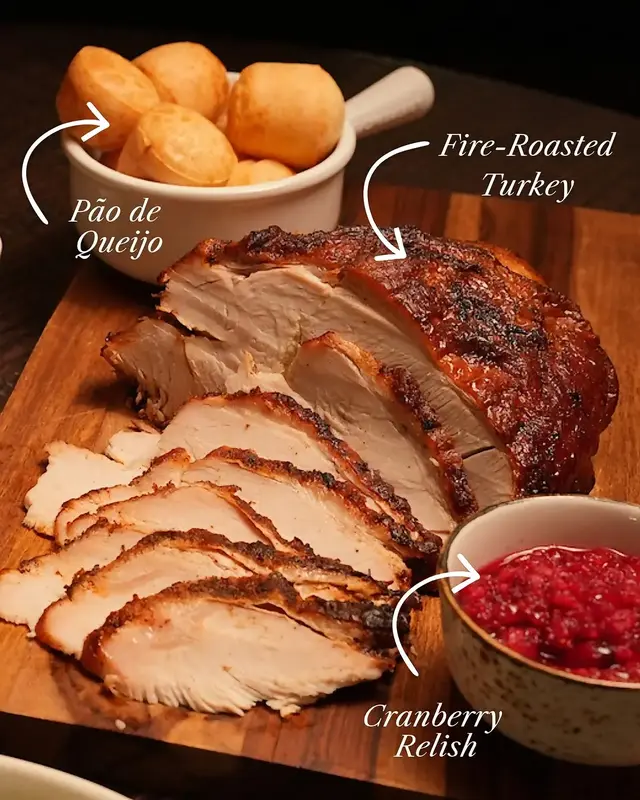 Fire-Roasted
Turkey
Pão de
Queijo
Cranberry
Relish